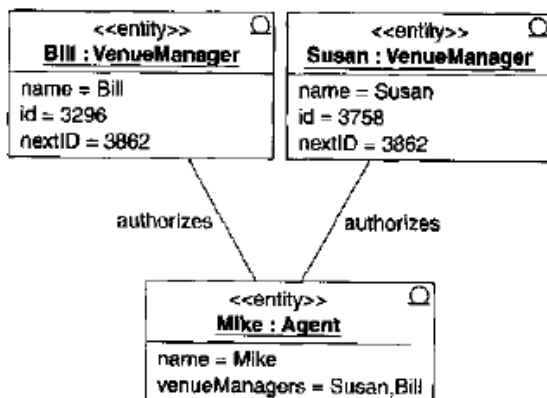 <<entity>>
Bill : VenueManager
name = Bill
id = 3296
nextID = 3862
<<entity>>
Susan : VenueManager
name = Susan
id = 3758
nextID = 3862
authorizes
authorizes
<<entity>>
Mike : Agent
name = Mike
venueManagers = Susan,Bill